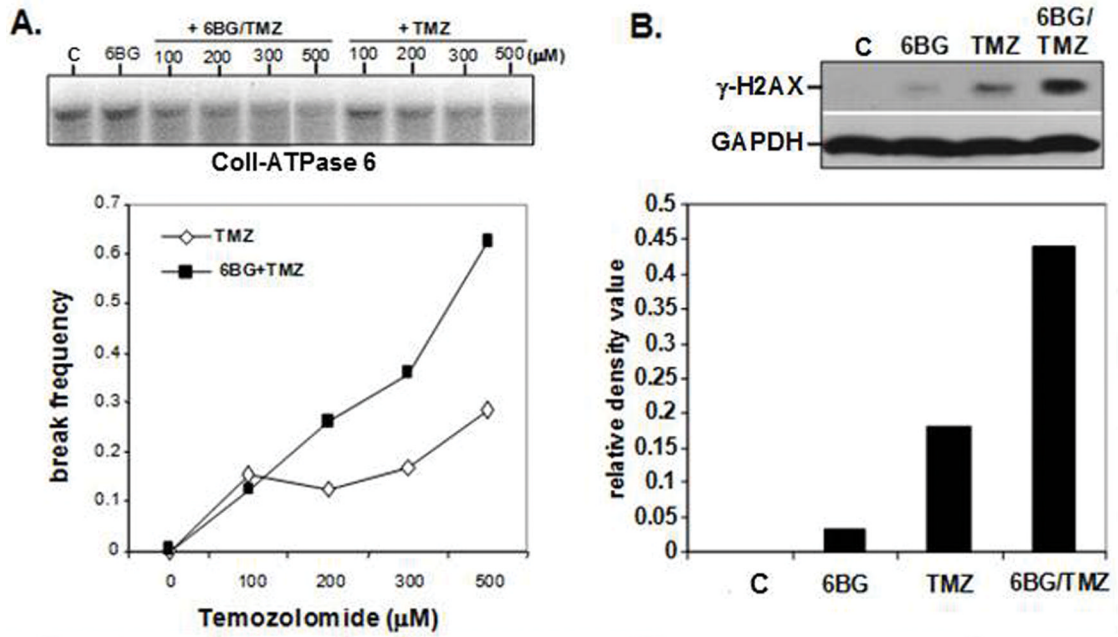 A.
+ 6BG/TMZ + TMZ
C 6BG 100 200 300 500 100 200 300 500 (μM)
CoII-ATPase 6
0.7
0.6
0.5
0.4
0.3
0.2
0.1
0
break frequency
TMZ
6BG+TMZ
0 100 200 300 500
Temozolomide (μM)
B.
C 6BG TMZ 6BG/
TMZ
γ-H2AX
GAPDH
0.5
0.45
0.4
0.35
0.3
0.25
0.2
0.15
0.1
0.05
0
relative density value
C 6BG TMZ 6BG/TMZ